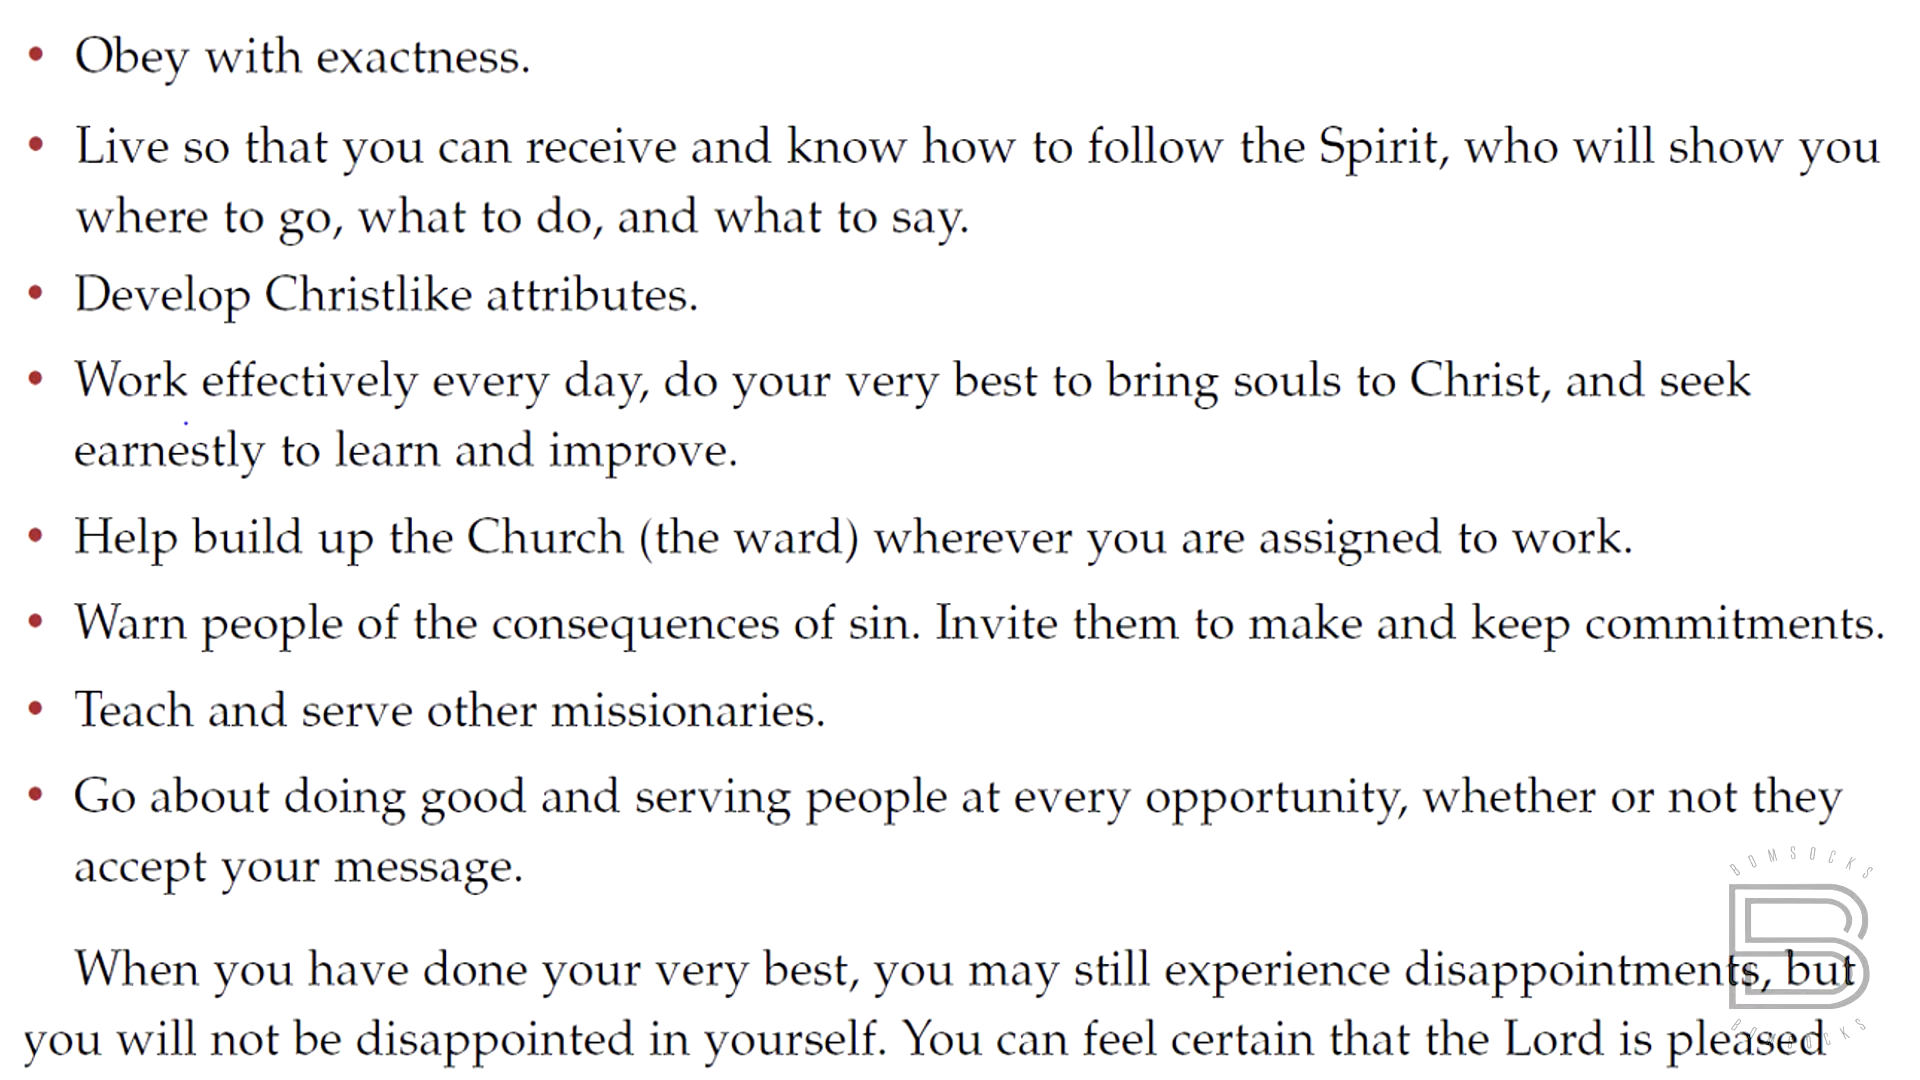 • Obey with exactness.
• Live so that you can receive and know how to follow the Spirit, who will show you
where to go, what to do, and what to say.
• Develop Christlike attributes.
• Work effectively every day, do your very best to bring souls to Christ, and seek
earnestly to learn and improve.
• Help build up the Church (the ward) wherever you are assigned to work.
• Warn people of the consequences of sin. Invite them to make and keep commitments.
• Teach and serve other missionaries.
• Go about doing good and serving people at every opportunity, whether or not they
accept your message.
BOMSOCKS
B
When you have done your very best, you may still experience disappointments, but
you will not be disappointed in yourself. You can feel certain that the Lord is pleased
BOMSOCKS